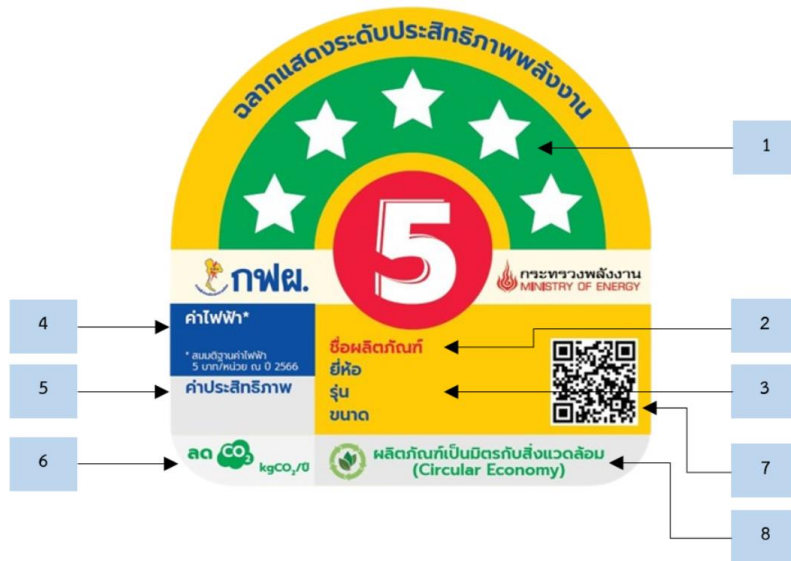 ฉลากแสดงระดับประสิทธิภาพพลังงาน
1
5
กฟผ.
กระทรวงพลังงาน
MINISTRY OF ENERGY
4
ค่าไฟฟ้า*
* สมมติฐานค่าไฟฟ้า
5 บาท/หน่วย ณ ปี 2566
ชื่อผลิตภัณฑ์
2
ยี่ห้อ
5
ค่าประสิทธิภาพ
รุ่น
3
ขนาด
6
ลด CO2
kgCO2/ปี
ผลิตภัณฑ์เป็นมิตรกับสิ่งแวดล้อม
(Circular Economy)
7
8